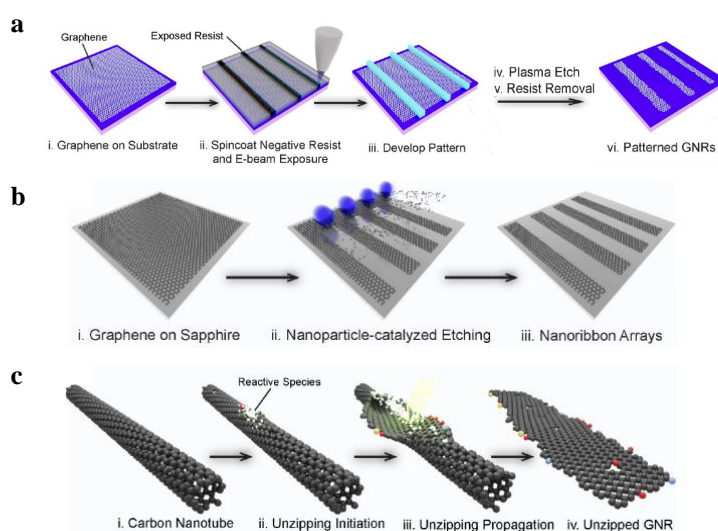 a
Graphene
Exposed Resist
i. Graphene on Substrate
ii. Spincoat Negative Resist
and E-beam Exposure
iii. Develop Pattern
iv. Plasma Etch
v. Resist Removal
vi. Patterned GNRs
b
i. Graphene on Sapphire
ii. Nanoparticle-catalyzed Etching
iii. Nanoribbon Arrays
c
Reactive Species
i. Carbon Nanotube
ii. Unzipping Initiation
iii. Unzipping Propagation
iv. Unzipped GNR